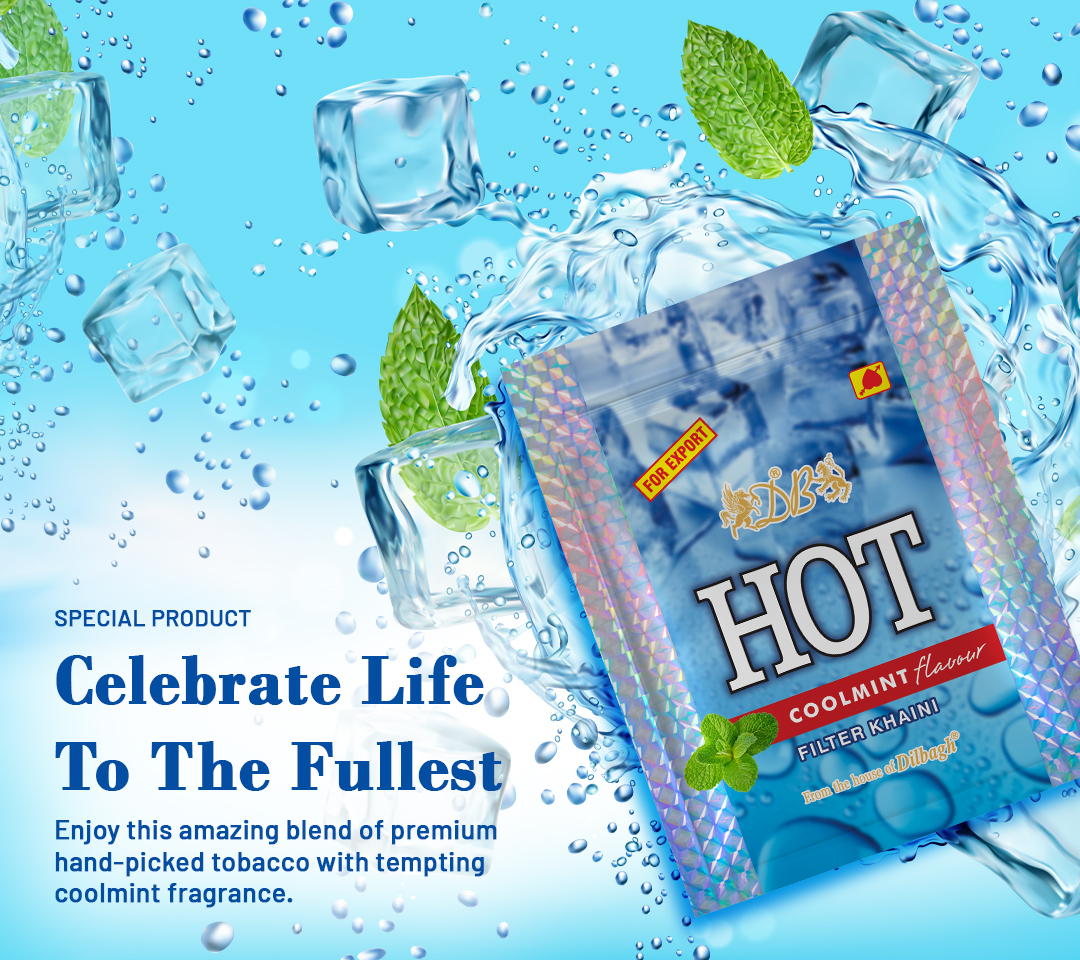 FOR EXPORT
DB®
HOT
COOLMINT flavour
FILTER KHAINI
From the house of Dilbagh®
SPECIAL PRODUCT
Celebrate Life
To The Fullest
Enjoy this amazing blend of premium
hand-picked tobacco with tempting
coolmint fragrance.